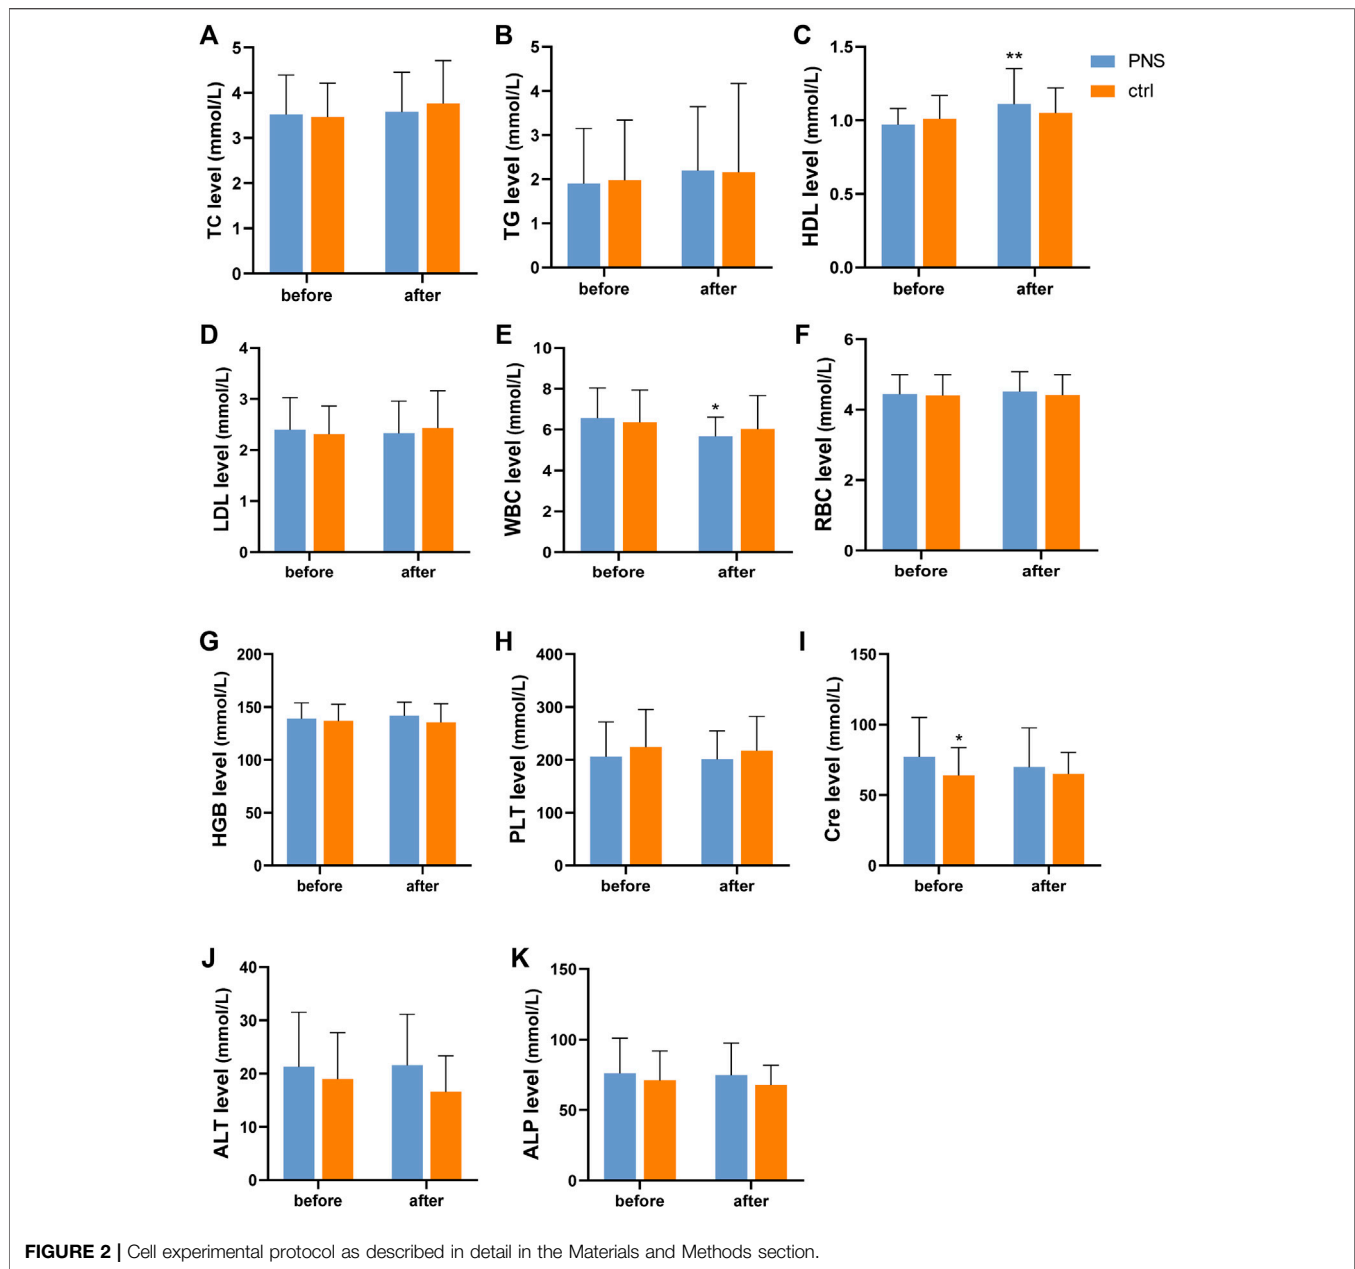 A
TC level (mmol/L)
5
4
3
2
1
0
before after
B
TG level (mmol/L)
5
4
3
2
1
0
before after
C
HDL level (mmol/L)
1.5
1.0
0.5
0.0
**
before after
PNS
ctrl
D
LDL level (mmol/L)
4
3
2
1
0
before after
E
WBC level (mmol/L)
10
8
6
4
2
0
*
before after
F
RBC level (mmol/L)
6
4
2
0
before after
G
HGB level (mmol/L)
200
150
100
50
0
before after
H
PLT level (mmol/L)
400
300
200
100
0
before after
I
Cre level (mmol/L)
150
100
50
0
*
before after
J
ALT level (mmol/L)
40
30
20
10
0
before after
K
ALP level (mmol/L)
150
100
50
0
before after
FIGURE 2 | Cell experimental protocol as described in detail in the Materials and Methods section.